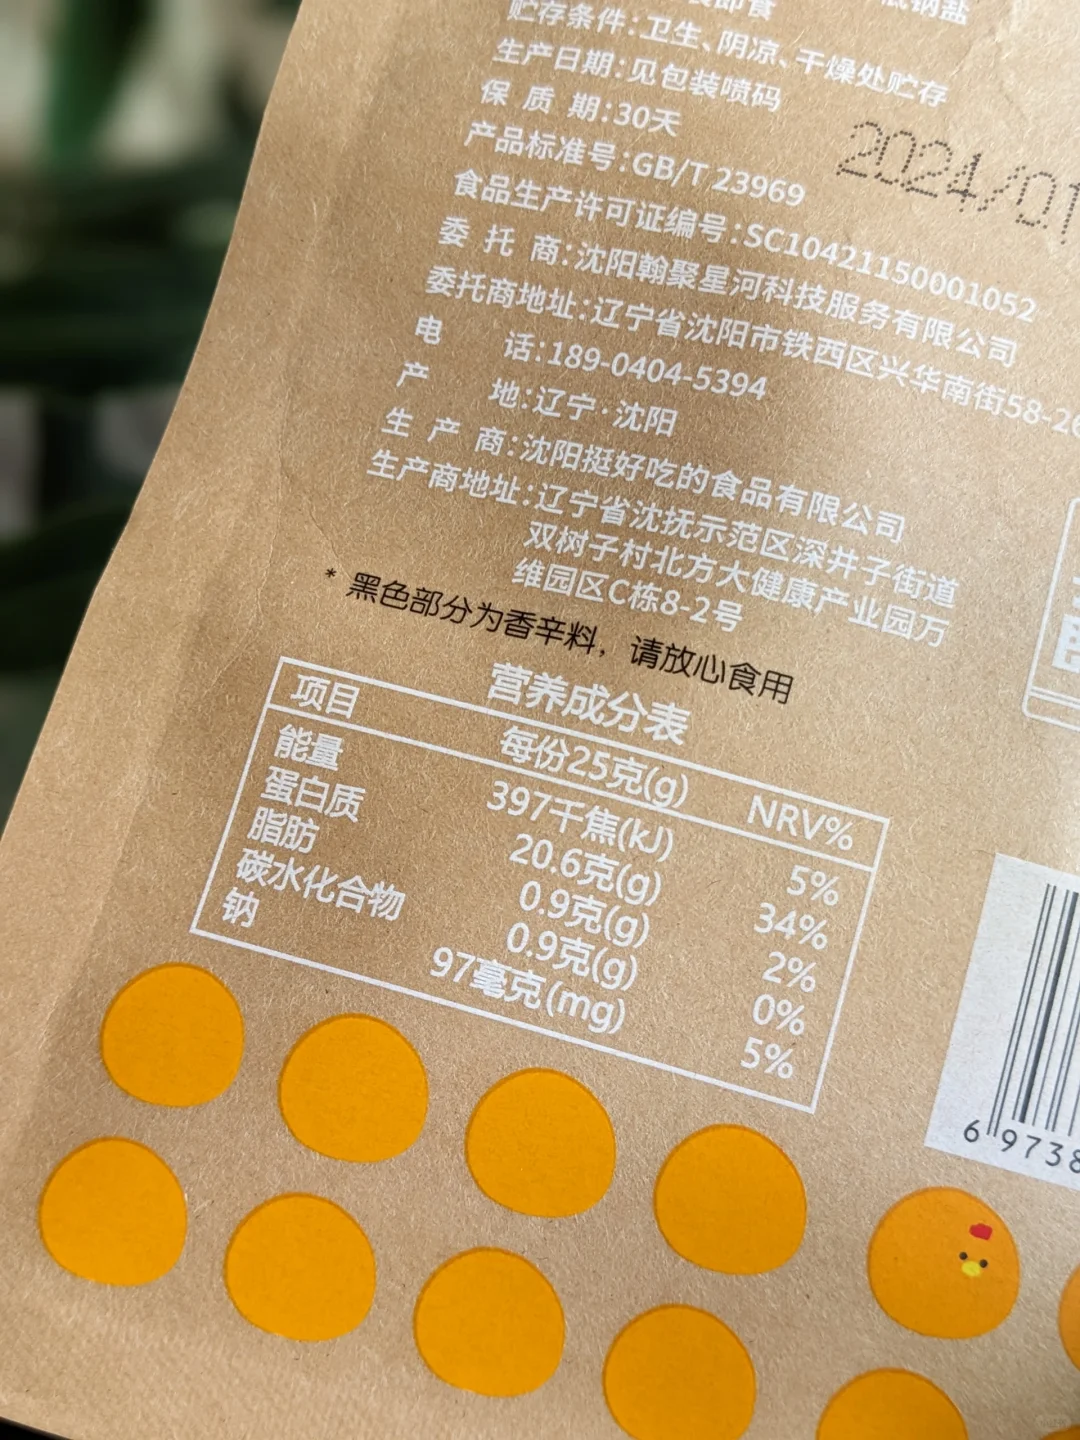 即食
钠盐
贮存条件:卫生、阴凉、干燥处贮存
生产日期:见包装喷码
保质期:30天
2024/01
产品标准号:GB/T 23969
食品生产许可证编号:SC10421150001052
委托商:沈阳翰聚星河科技服务有限公司
委托商地址:辽宁省沈阳市铁西区兴华南街58-26
电话:189-0404-5394
产地:辽宁·沈阳
生产商:沈阳挺好吃的食品有限公司
生产商地址:辽宁省沈抚示范区深井子街道
双树子村北方大健康产业园万
维园区C栋8-2号
* 黑色部分为香辛料，请放心食用
营养成分表
项目 每份25克(g) NRV%
能量 397千焦(kJ) 5%
蛋白质 20.6克(g) 34%
脂肪 0.9克(g) 2%
碳水化合物 0.9克(g) 0%
钠 97毫克(mg) 5%
6 9738